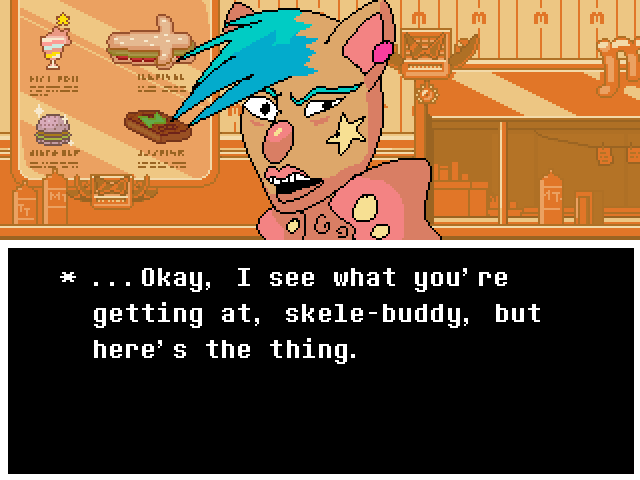 * ...Okay, I see what you're
getting at, skele-buddy, but
here's the thing.